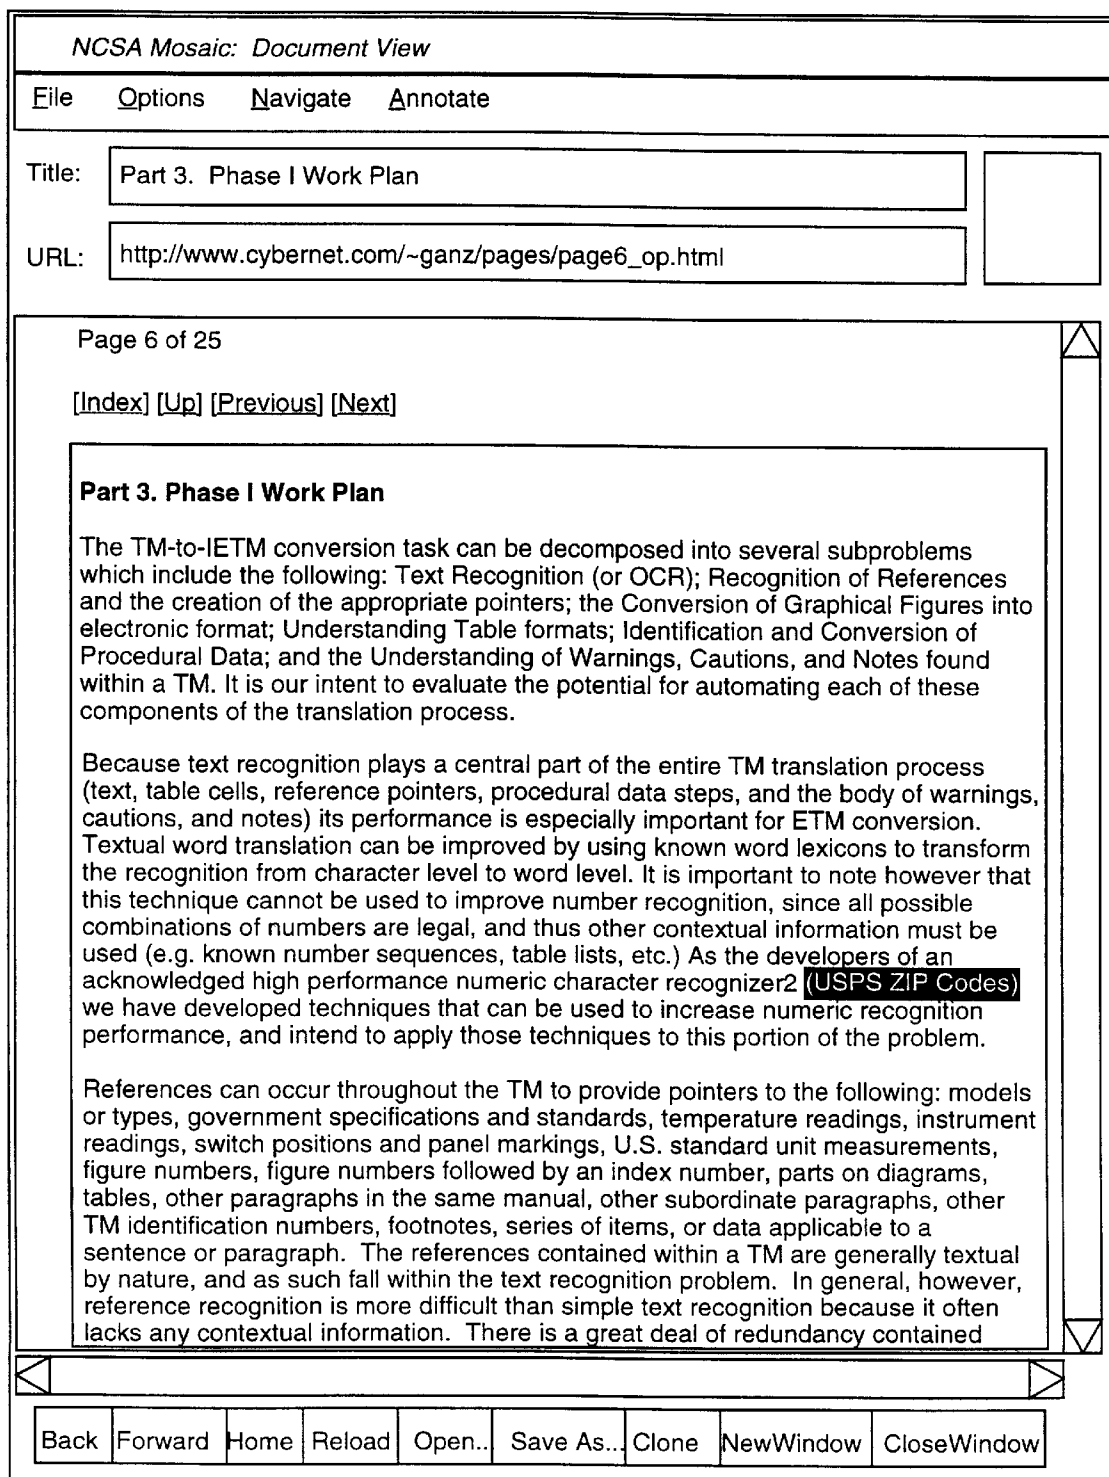 NCSA Mosaic: Document View
File Options Navigate Annotate
Title: Part 3. Phase I Work Plan
URL: http://www.cybernet.com/~ganz/pages/page6_op.html
Page 6 of 25
[Index] [Up] [Previous] [Next]
Part 3. Phase I Work Plan
The TM-to-IETM conversion task can be decomposed into several subproblems
which include the following: Text Recognition (or OCR); Recognition of References
and the creation of the appropriate pointers; the Conversion of Graphical Figures into
electronic format; Understanding Table formats; Identification and Conversion of
Procedural Data; and the Understanding of Warnings, Cautions, and Notes found
within a TM. It is our intent to evaluate the potential for automating each of these
components of the translation process.
Because text recognition plays a central part of the entire TM translation process
(text, table cells, reference pointers, procedural data steps, and the body of warnings,
cautions, and notes) its performance is especially important for ETM conversion.
Textual word translation can be improved by using known word lexicons to transform
the recognition from character level to word level. It is important to note however that
this technique cannot be used to improve number recognition, since all possible
combinations of numbers are legal, and thus other contextual information must be
used (e.g. known number sequences, table lists, etc.) As the developers of an
acknowledged high performance numeric character recognizer2 (USPS ZIP Codes)
we have developed techniques that can be used to increase numeric recognition
performance, and intend to apply those techniques to this portion of the problem.
References can occur throughout the TM to provide pointers to the following: models
or types, government specifications and standards, temperature readings, instrument
readings, switch positions and panel markings, U.S. standard unit measurements,
figure numbers, figure numbers followed by an index number, parts on diagrams,
tables, other paragraphs in the same manual, other subordinate paragraphs, other
TM identification numbers, footnotes, series of items, or data applicable to a
sentence or paragraph. The references contained within a TM are generally textual
by nature, and as such fall within the text recognition problem. In general, however,
reference recognition is more difficult than simple text recognition because it often
lacks any contextual information. There is a great deal of redundancy contained
Back Forward Home Reload Open.. Save As... Clone NewWindow CloseWindow